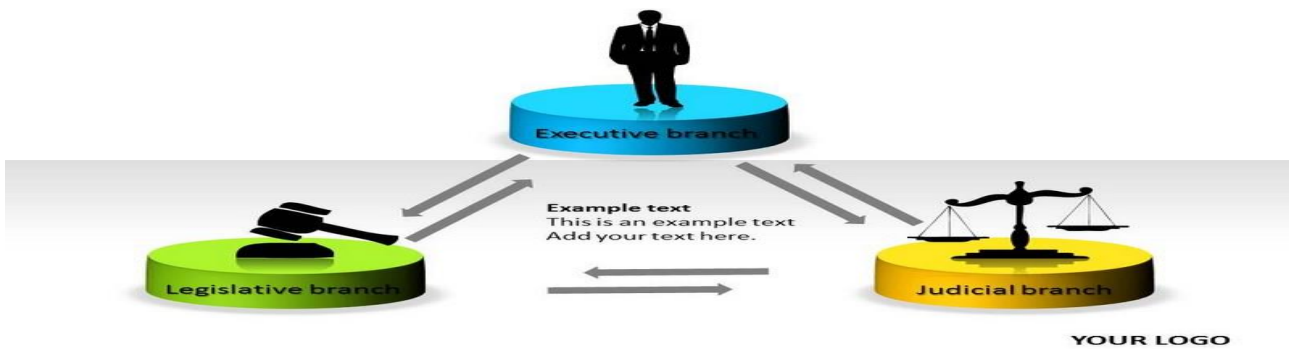 Executive branch
Example text
This is an example text
Add your text here.
Legislative branch
Judicial branch
YOUR LOGO